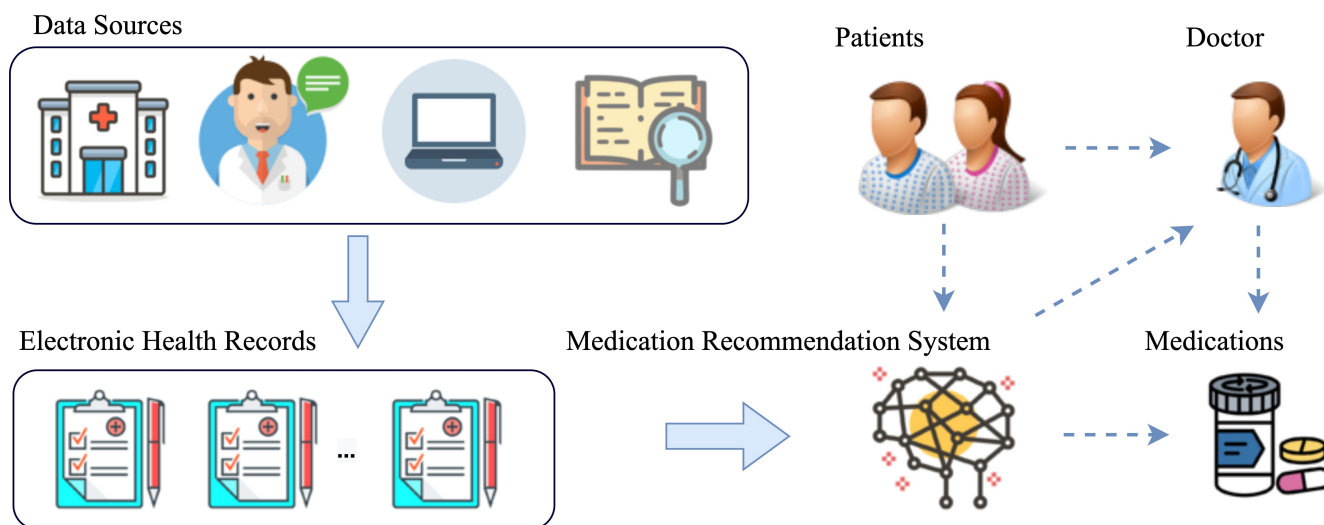 Data Sources
Patients
Doctor
Electronic Health Records
Medication Recommendation System
Medications
...